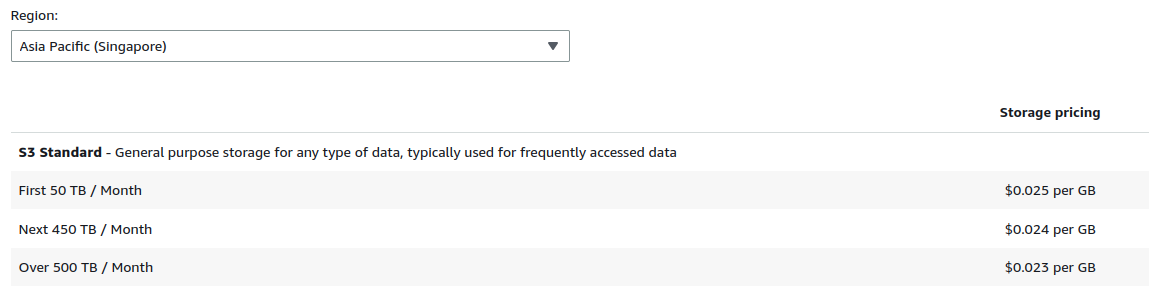 Region:
Asia Pacific (Singapore)
Storage pricing
S3 Standard - General purpose storage for any type of data, typically used for frequently accessed data
First 50 TB / Month $0.025 per GB
Next 450 TB / Month $0.024 per GB
Over 500 TB / Month $0.023 per GB